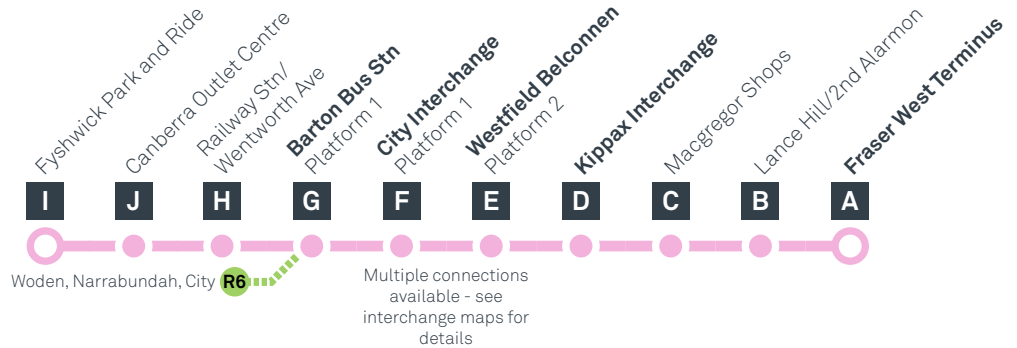 Fyshwick Park and Ride
Canberra Outlet Centre
Railway Stn/
Wentworth Ave
Barton Bus Stn
Platform 1
City Interchange
Platform 1
Westfield Belconnen
Platform 2
Kippax Interchange
Macgregor Shops
Lance Hill/2nd Alarmon
Fraser West Terminus
I J H G F E D C B A
Woden, Narrabundah, City R6
Multiple connections
available - see
interchange maps for
details